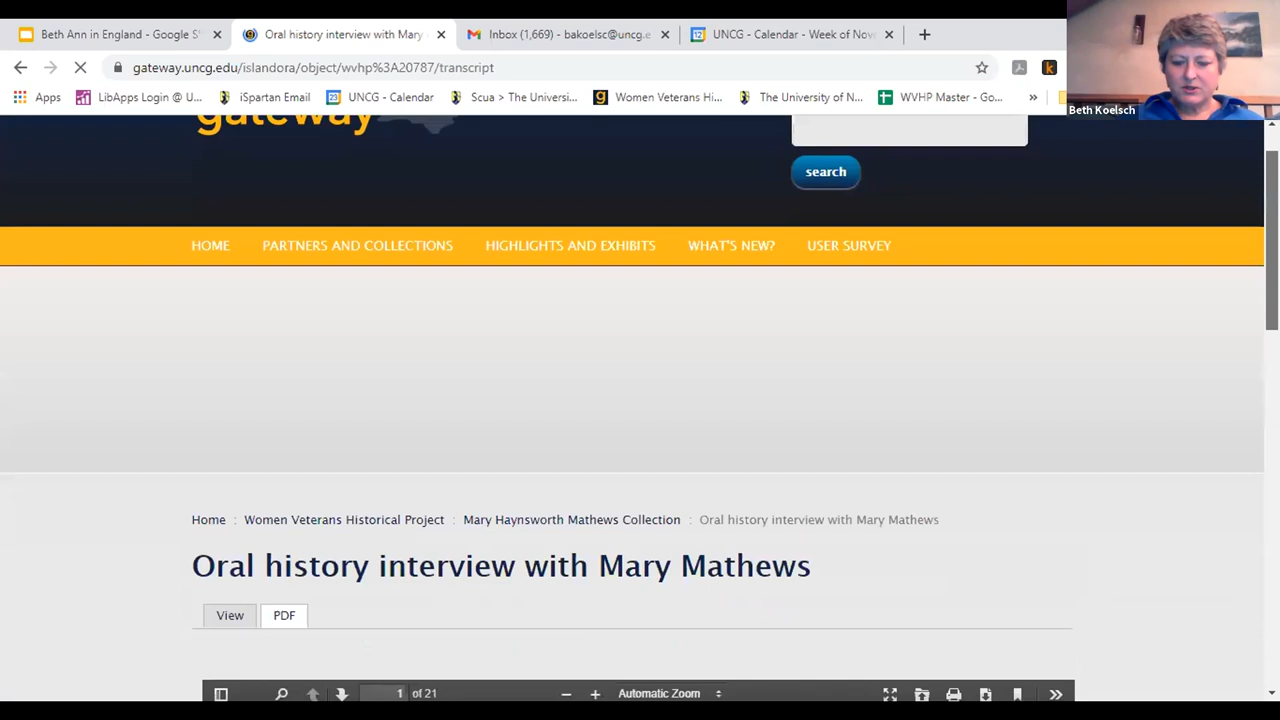 Beth Ann in England - Google S
Oral history interview with Mary
Inbox (1,669) - bakoelsc@uncg.e
UNCG - Calendar - Week of Nov
gateway.uncg.edu/islandora/object/wvhp%3A20787/transcript
Apps
LibApps Login @ U...
iSpartan Email
UNCG - Calendar
Scua > The Universi...
Women Veterans Hi...
The University of N...
WVHP Master - Go...
Beth Koelsch
gateway
search
HOME
PARTNERS AND COLLECTIONS
HIGHLIGHTS AND EXHIBITS
WHAT'S NEW?
USER SURVEY
Home : Women Veterans Historical Project : Mary Haynsworth Mathews Collection : Oral history interview with Mary Mathews
Oral history interview with Mary Mathews
View
PDF
1 of 21
Automatic Zoom